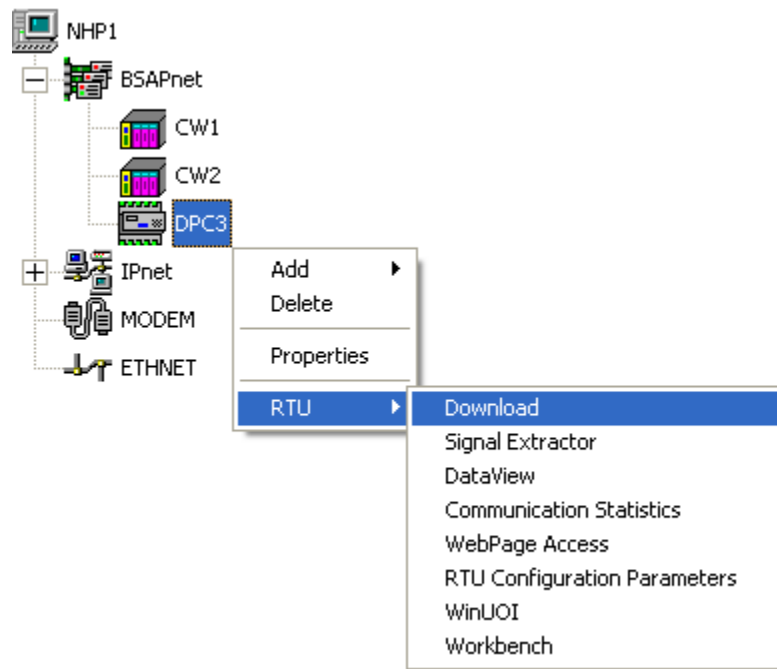 NHP1
BSAPnet
CW1
CW2
DPC3
IPnet
MODEM
ETHNET
Add
Delete
Properties
RTU
Download
Signal Extractor
DataView
Communication Statistics
WebPage Access
RTU Configuration Parameters
WinUOI
Workbench